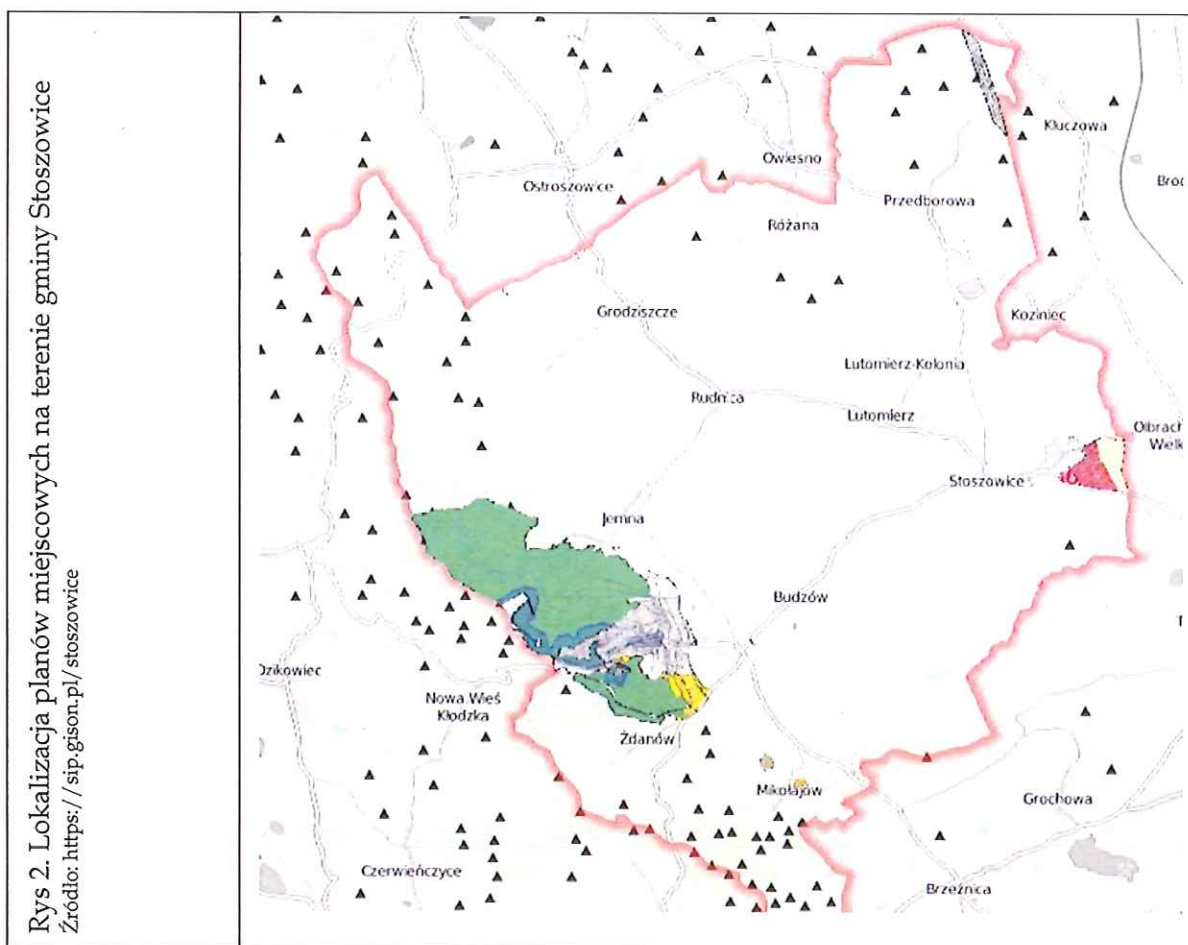 Rys 2. Lokalizacja planów miejscowych na terenie gminy Stoszowice
Źródło: https://sip.gison.pl/stoszowice
Kluczowa
Owiesno
Ostroszowice
Przedborowa
Różana
Grodziszcze
Koziniec
Lutomierz-Kolonia
Rudnica
Lutomierz
Stoszowice
Jemna
Budzów
Dzikowiec
Nowa Wieś
Kłodzka
Żdanów
Mikołajów
Grochowa
Czerwieńczyce
Brzeźnica